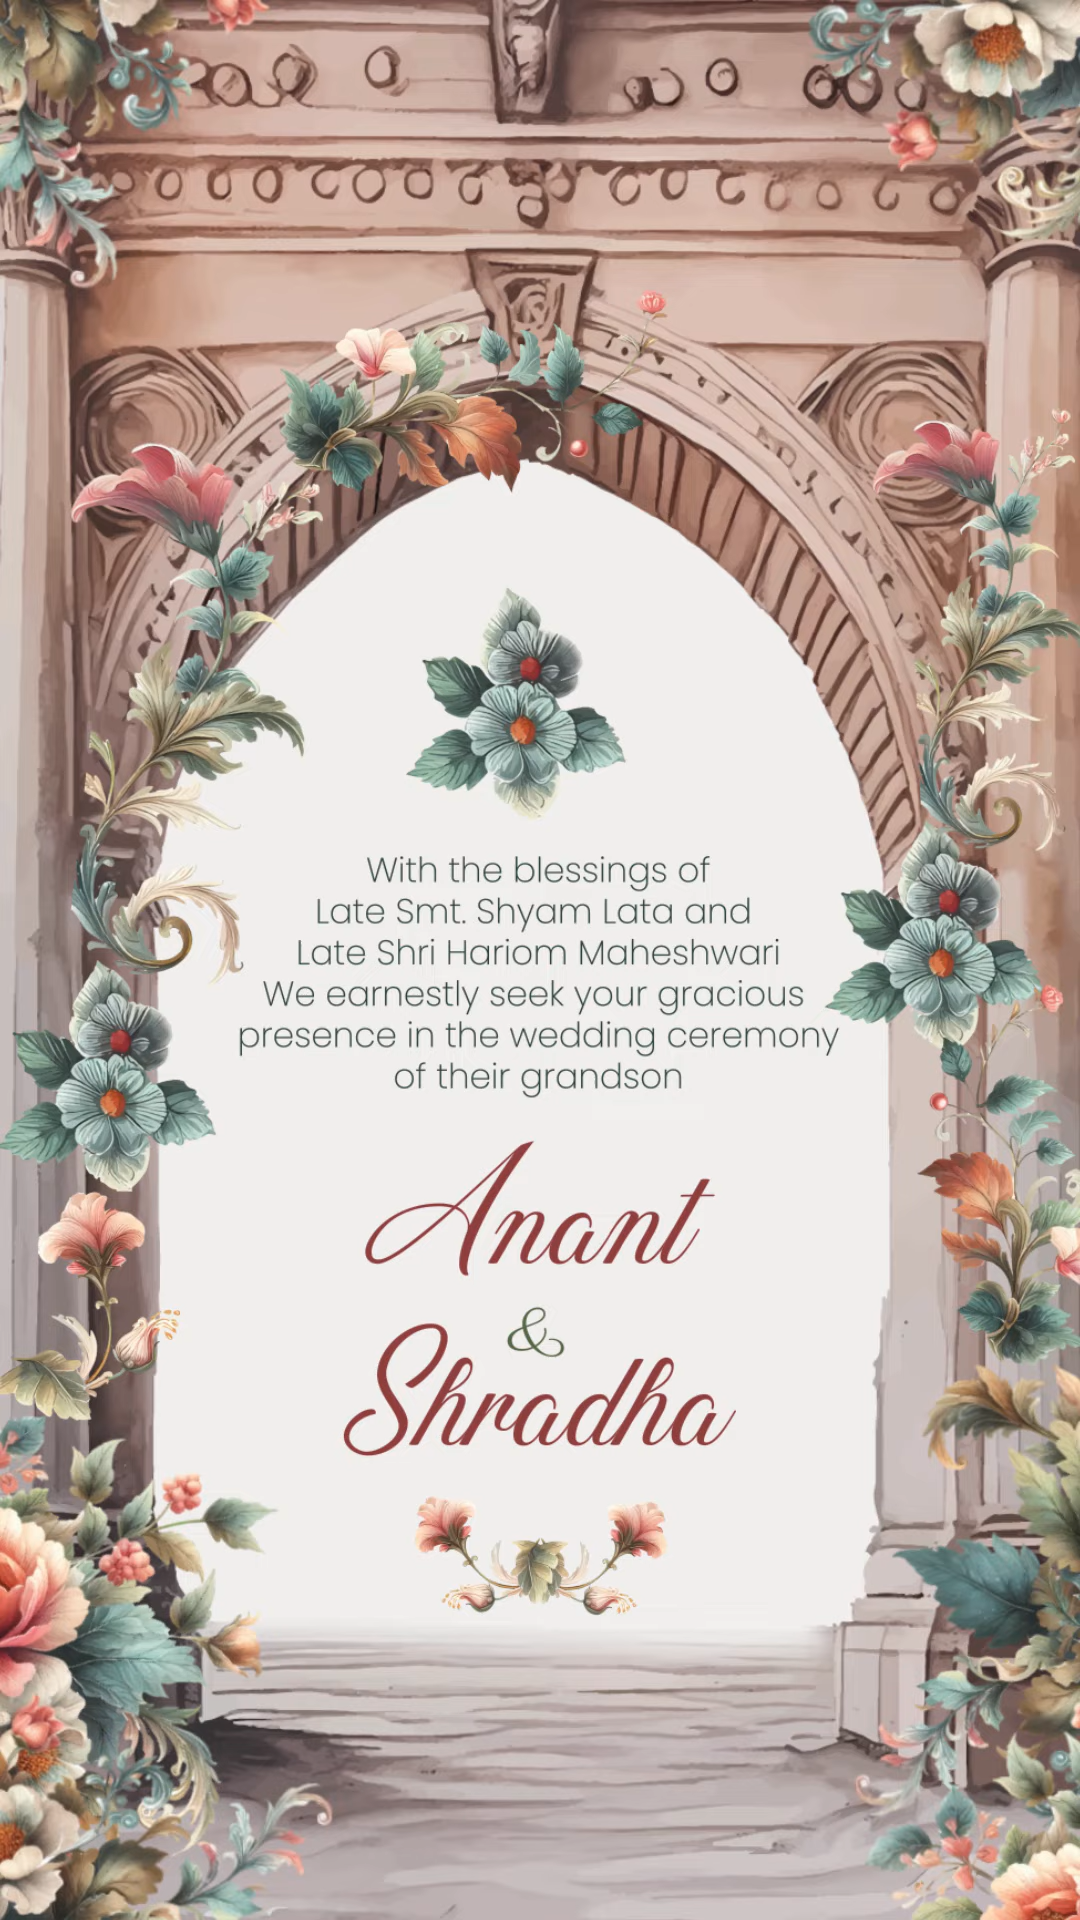 With the blessings of
Late Smt. Shyam Lata and
Late Shri Hariom Maheshwari
We earnestly seek your gracious
presence in the wedding ceremony
of their grandson
Anant
&
Shradha